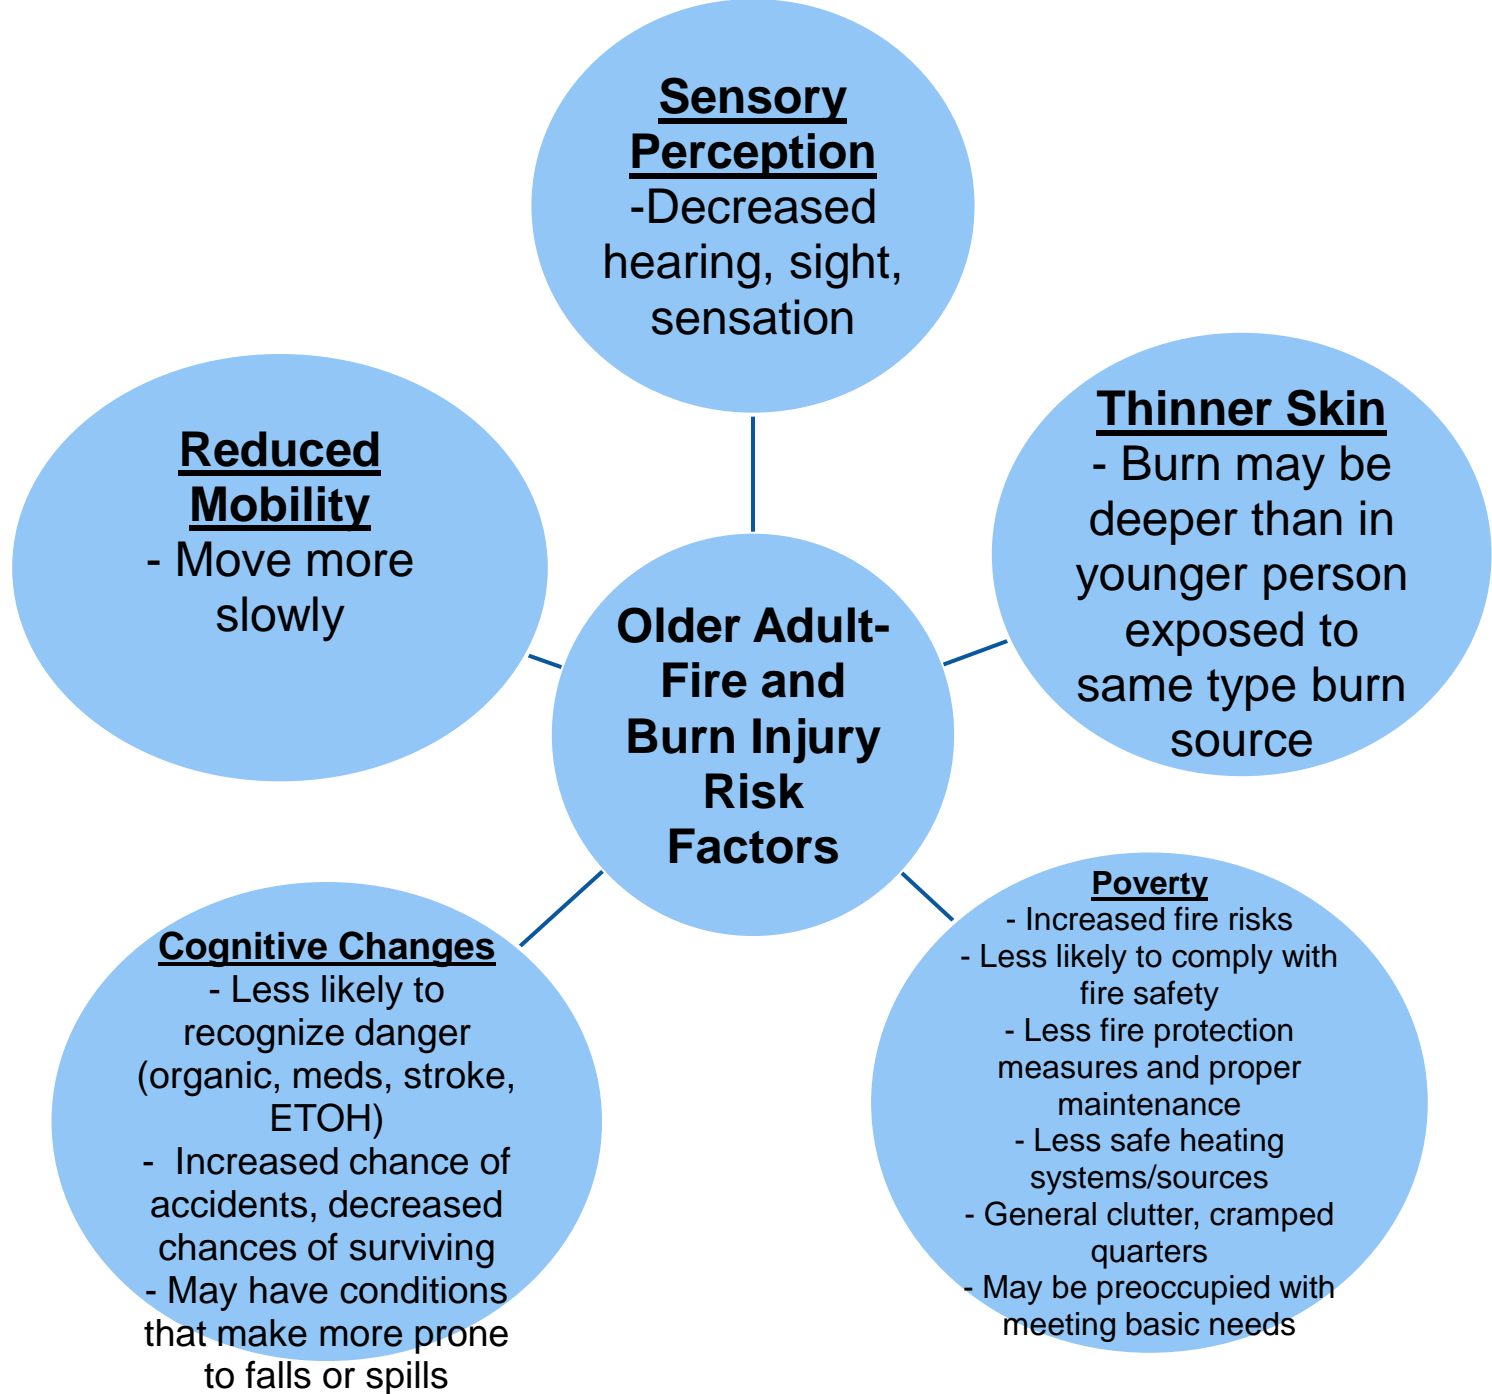 Sensory
Perception
-Decreased
hearing, sight,
sensation
Thinner Skin
- Burn may be
deeper than in
younger person
exposed to
same type burn
source
Reduced
Mobility
- Move more
slowly
Older Adult-
Fire and
Burn Injury
Risk
Factors
Poverty
- Increased fire risks
- Less likely to comply with
fire safety
- Less fire protection
measures and proper
maintenance
- Less safe heating
systems/sources
- General clutter, cramped
quarters
- May be preoccupied with
meeting basic needs
Cognitive Changes
- Less likely to
recognize danger
(organic, meds, stroke,
ETOH)
-  Increased chance of
accidents, decreased
chances of surviving
- May have conditions
that make more prone
to falls or spills